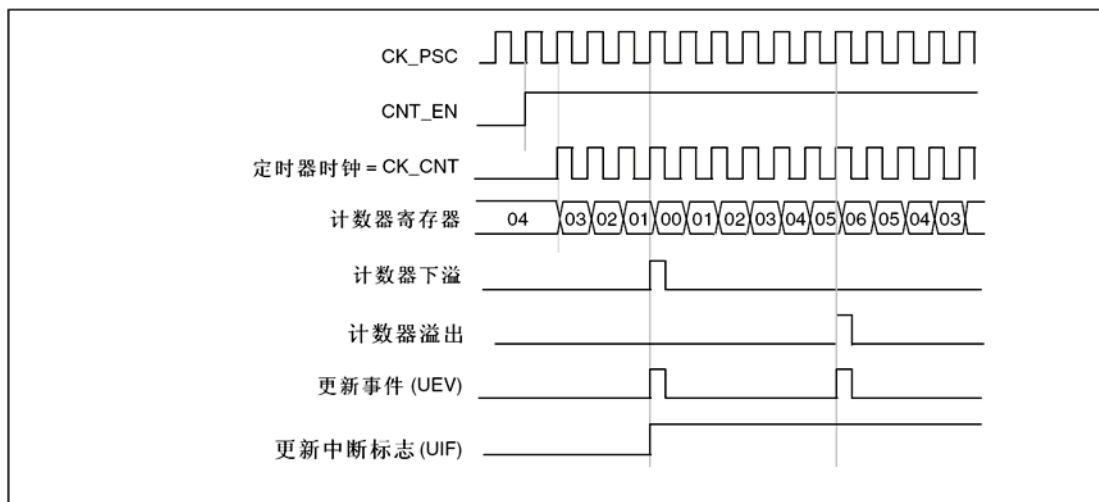 CK_PSC
CNT_EN
定时器时钟 = CK_CNT
计数器寄存器 04 03 02 01 00 01 02 03 04 05 06 05 04 03
计数器下溢
计数器溢出
更新事件 (UEV)
更新中断标志 (UIF)